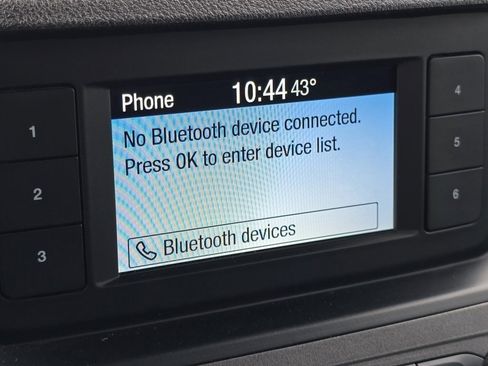 Phone 10:44 43°
No Bluetooth device connected.
Press OK to enter device list.
Bluetooth devices
1
2
3
4
5
6